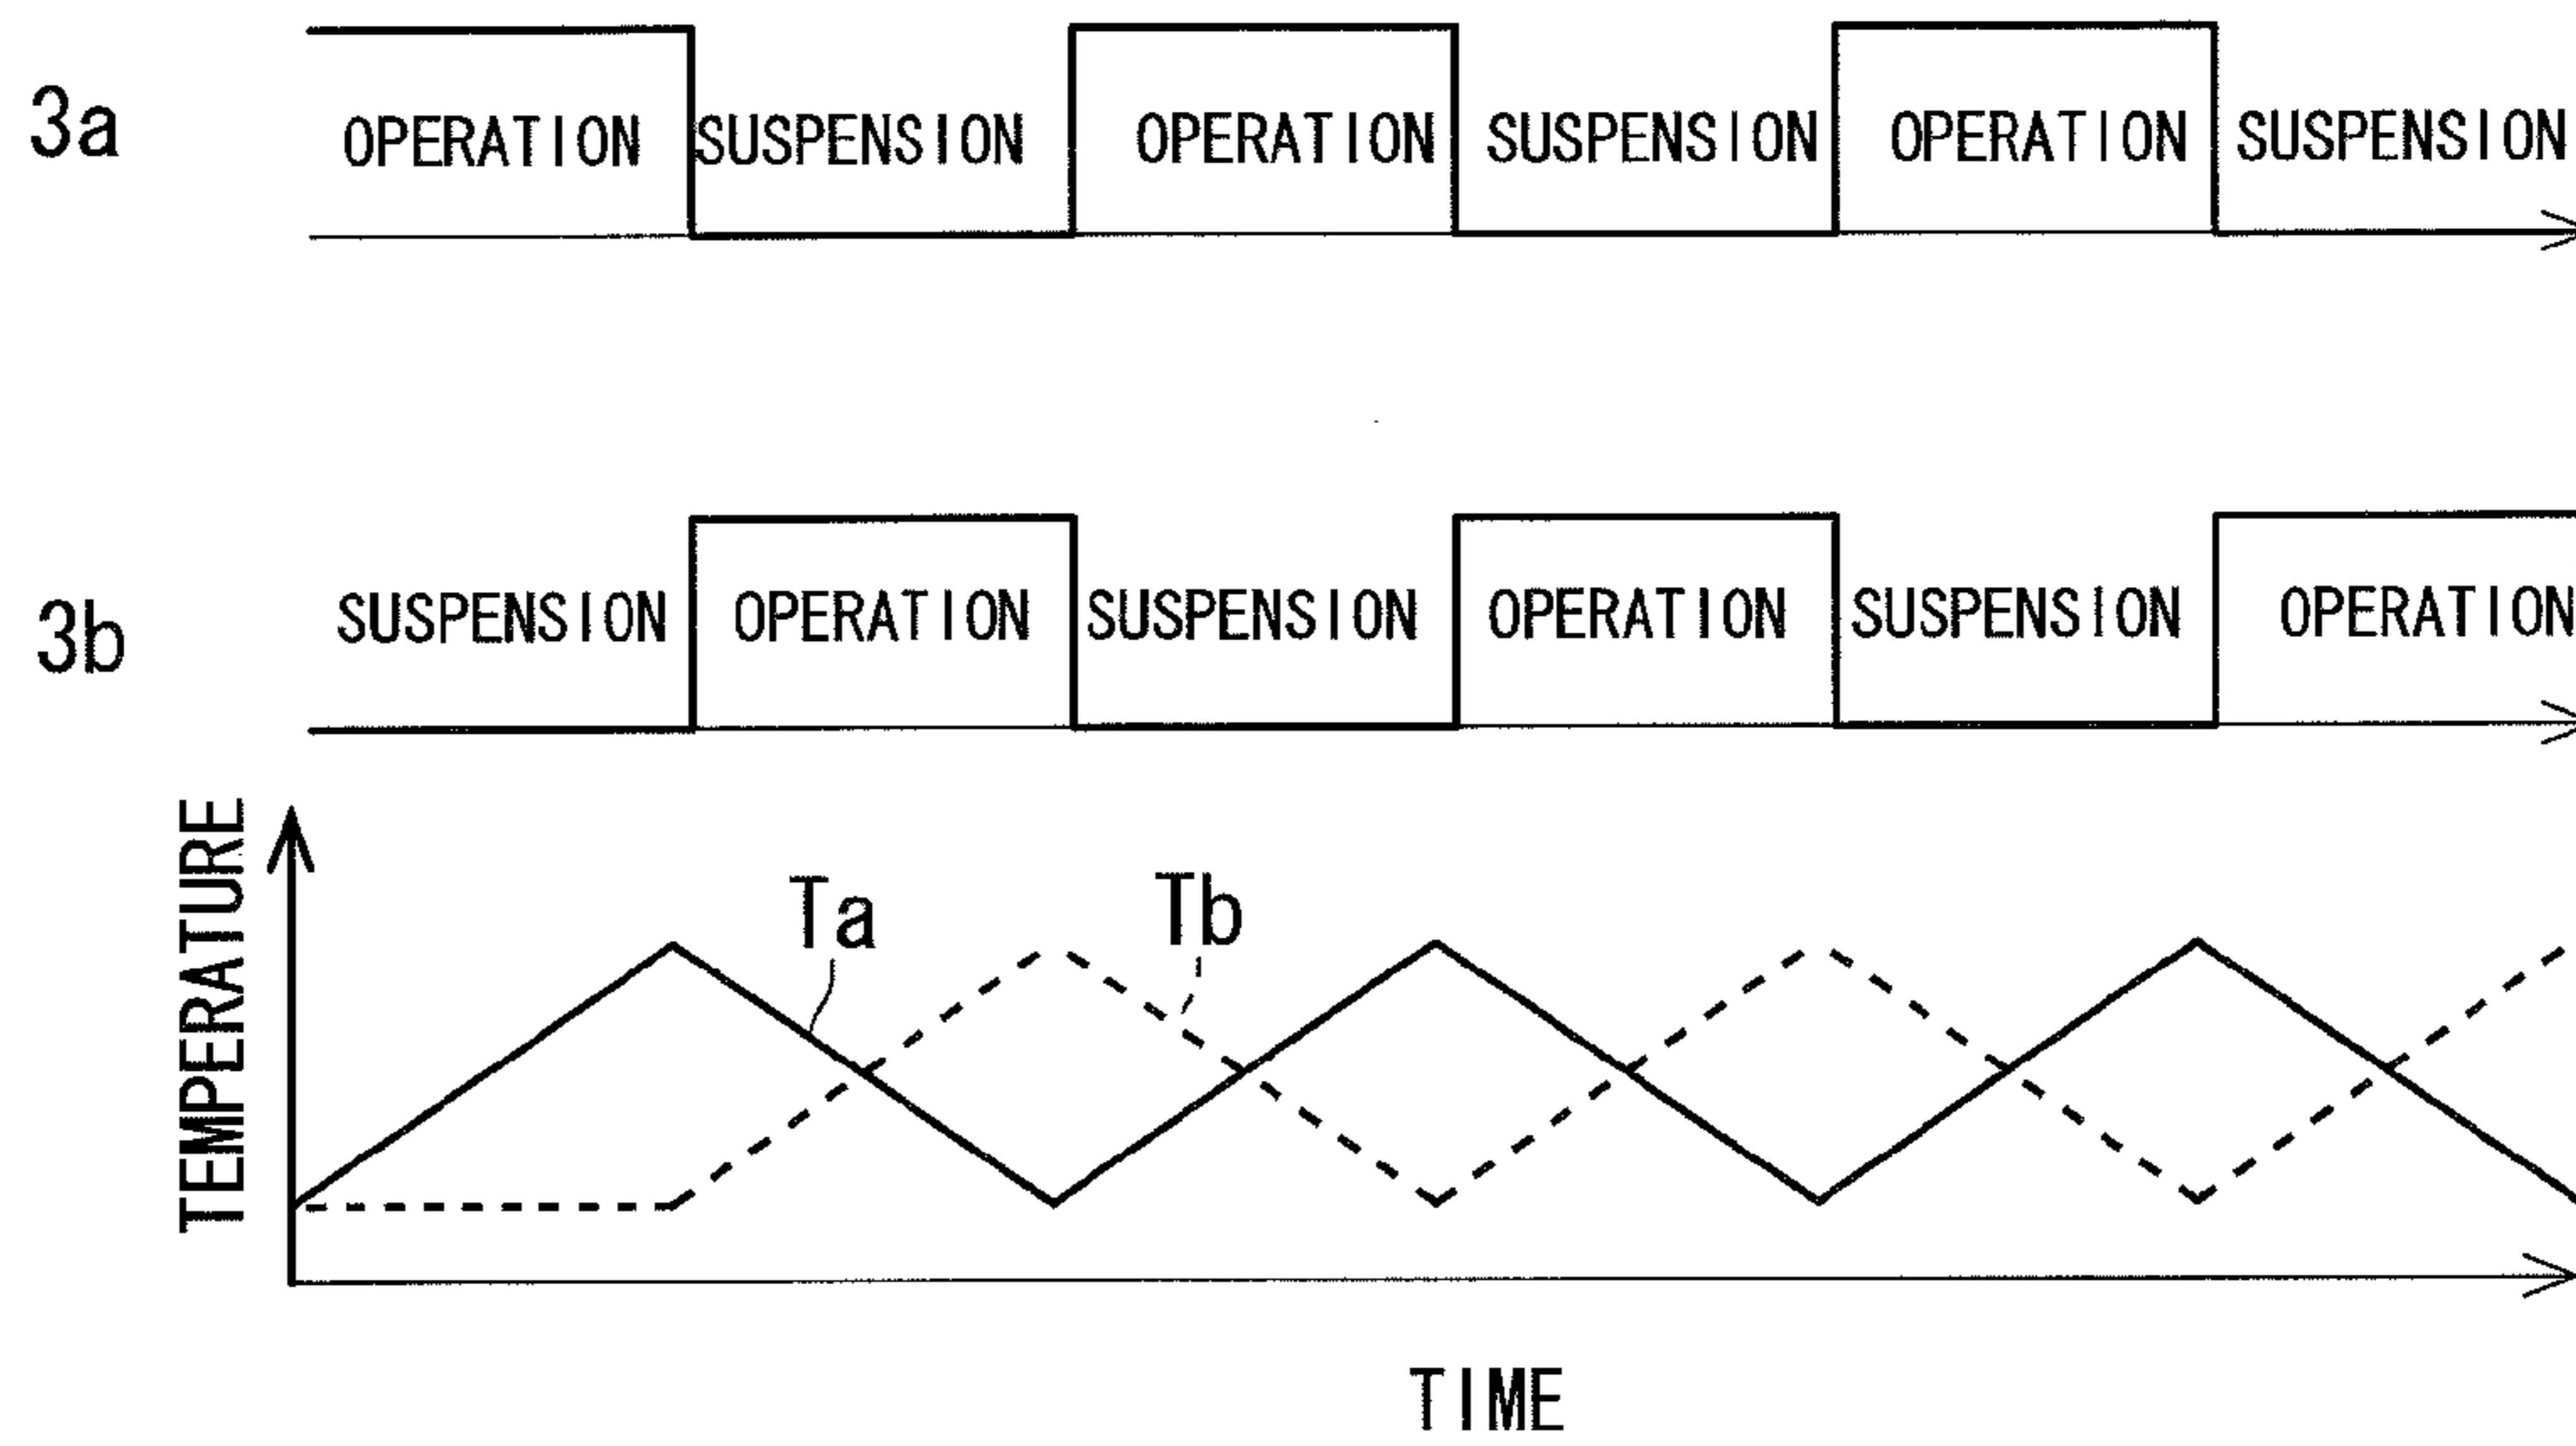 3a
OPERATION SUSPENSION OPERATION SUSPENSION OPERATION SUSPENSION
3b
SUSPENSION OPERATION SUSPENSION OPERATION SUSPENSION OPERATION
TEMPERATURE
Ta
Tb
TIME